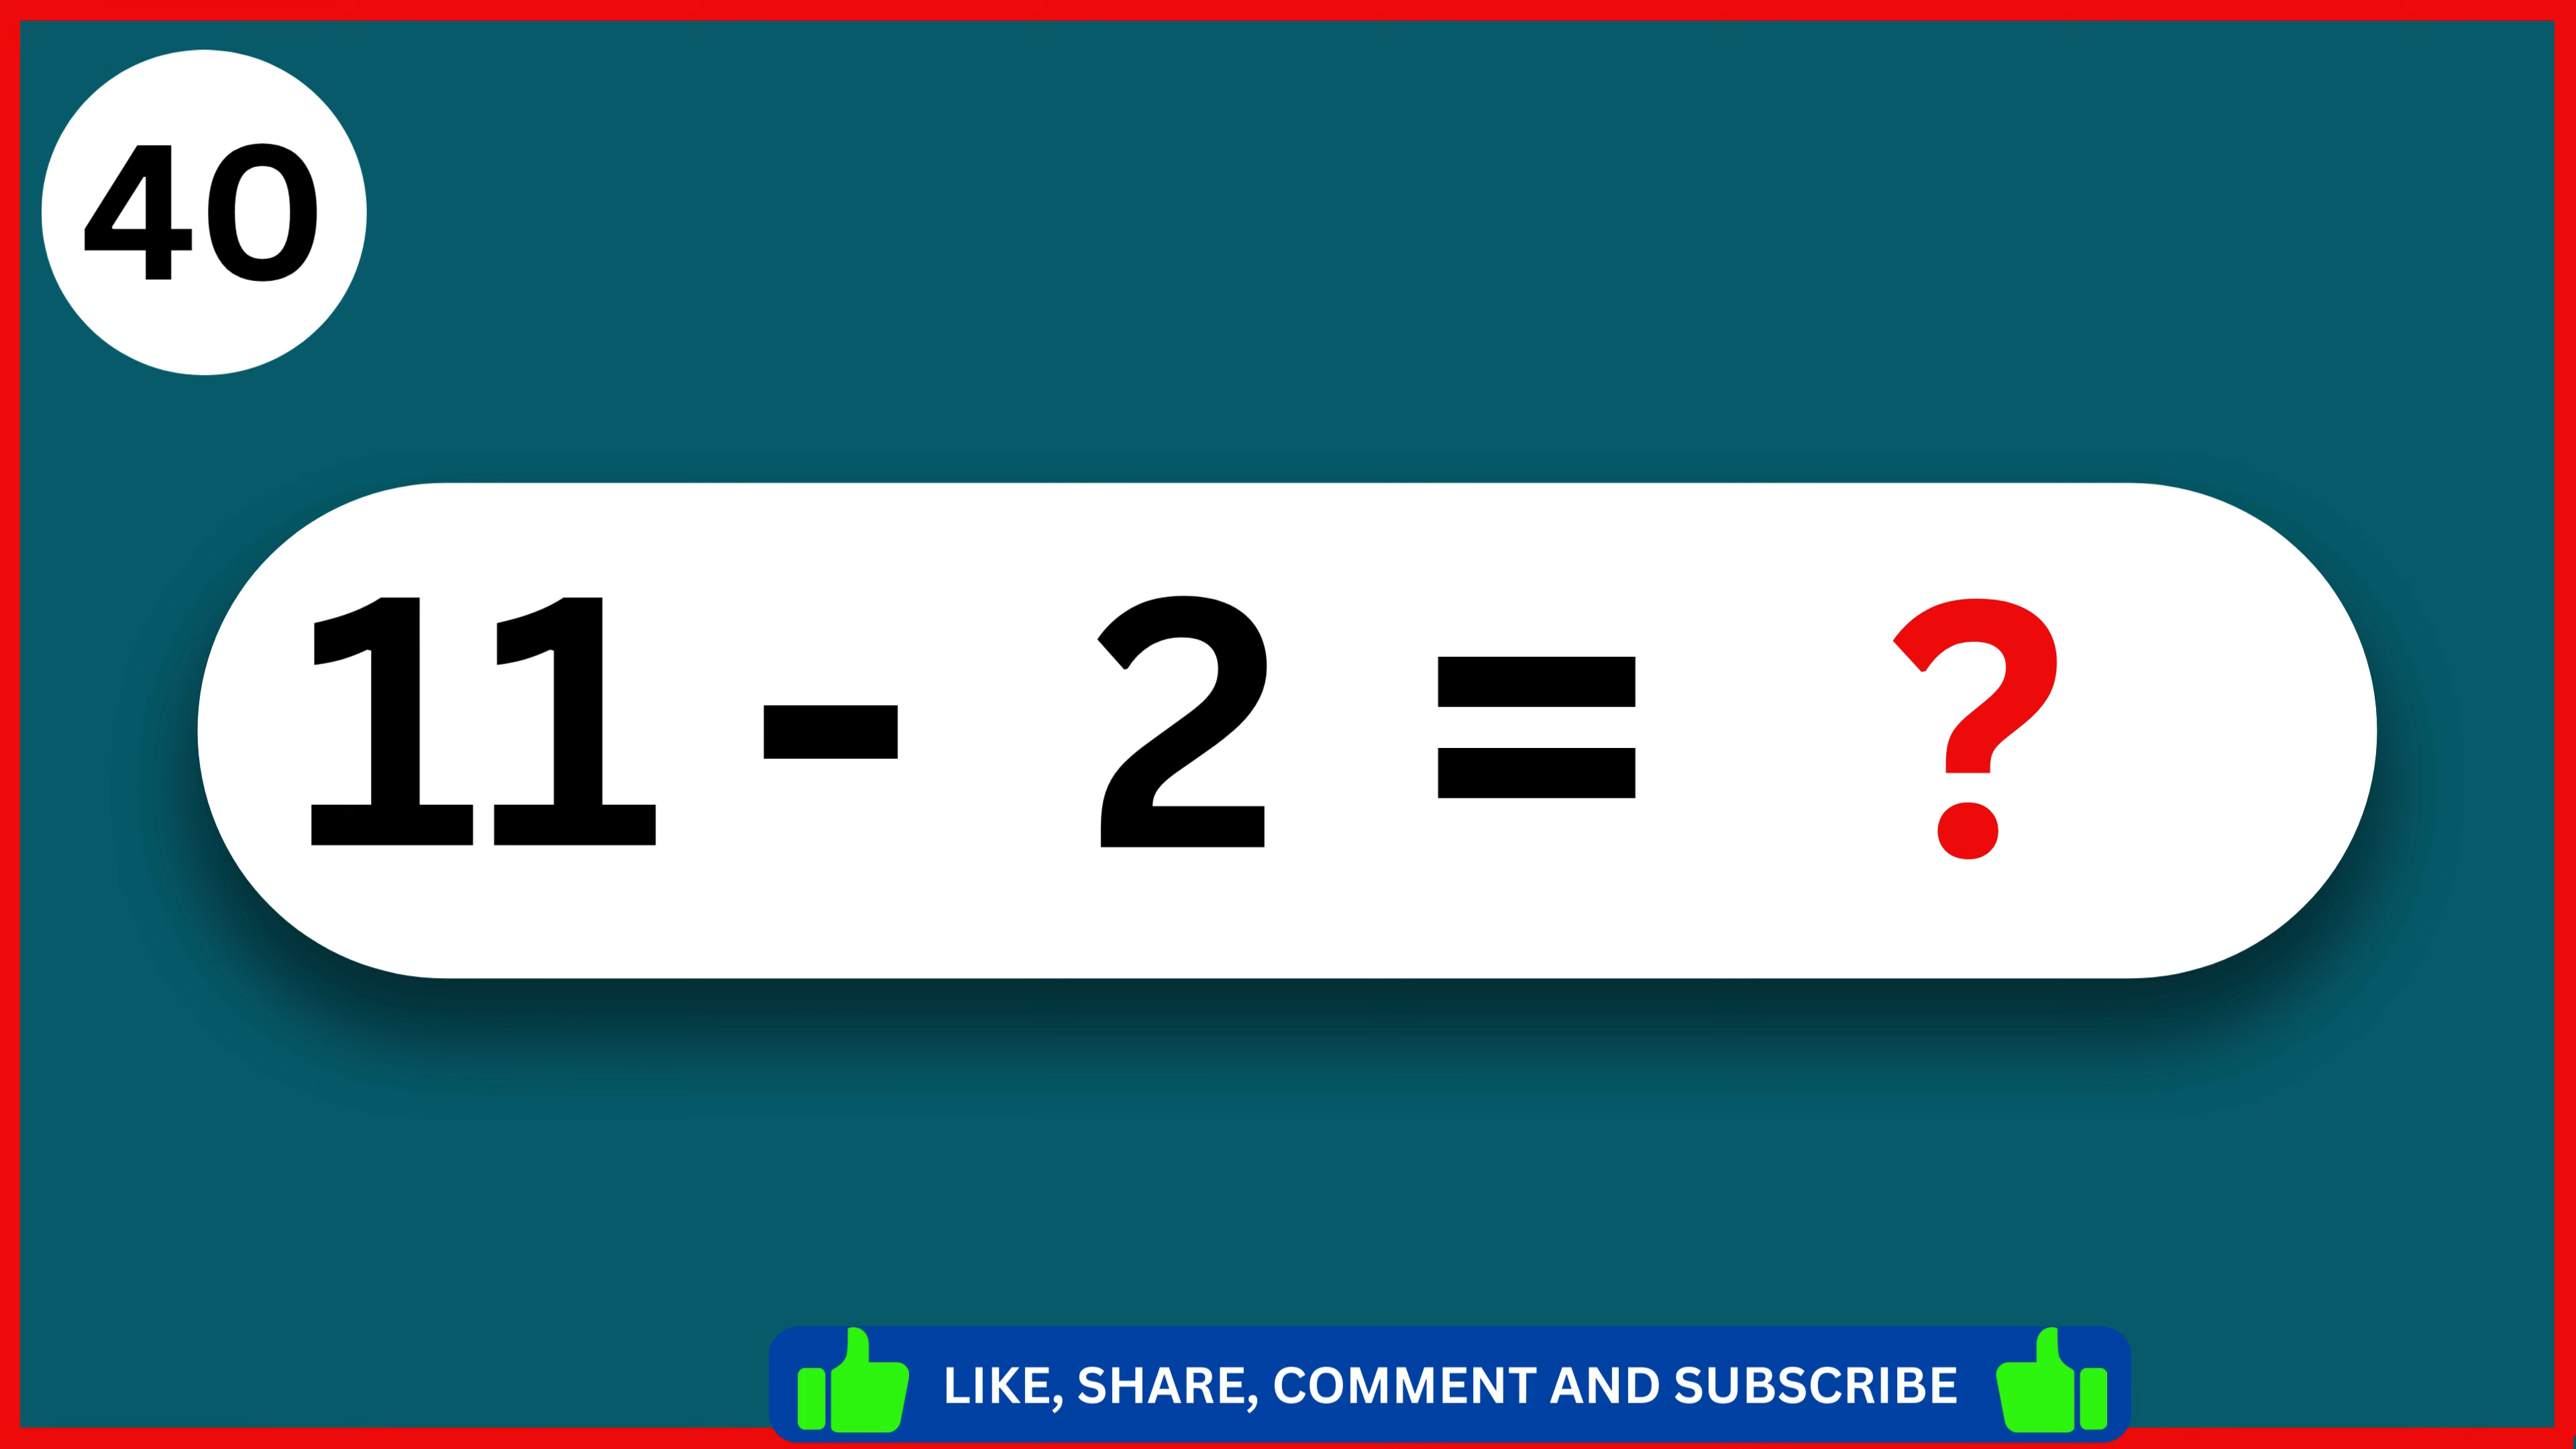 40
11 - 2 = ?
LIKE, SHARE, COMMENT AND SUBSCRIBE